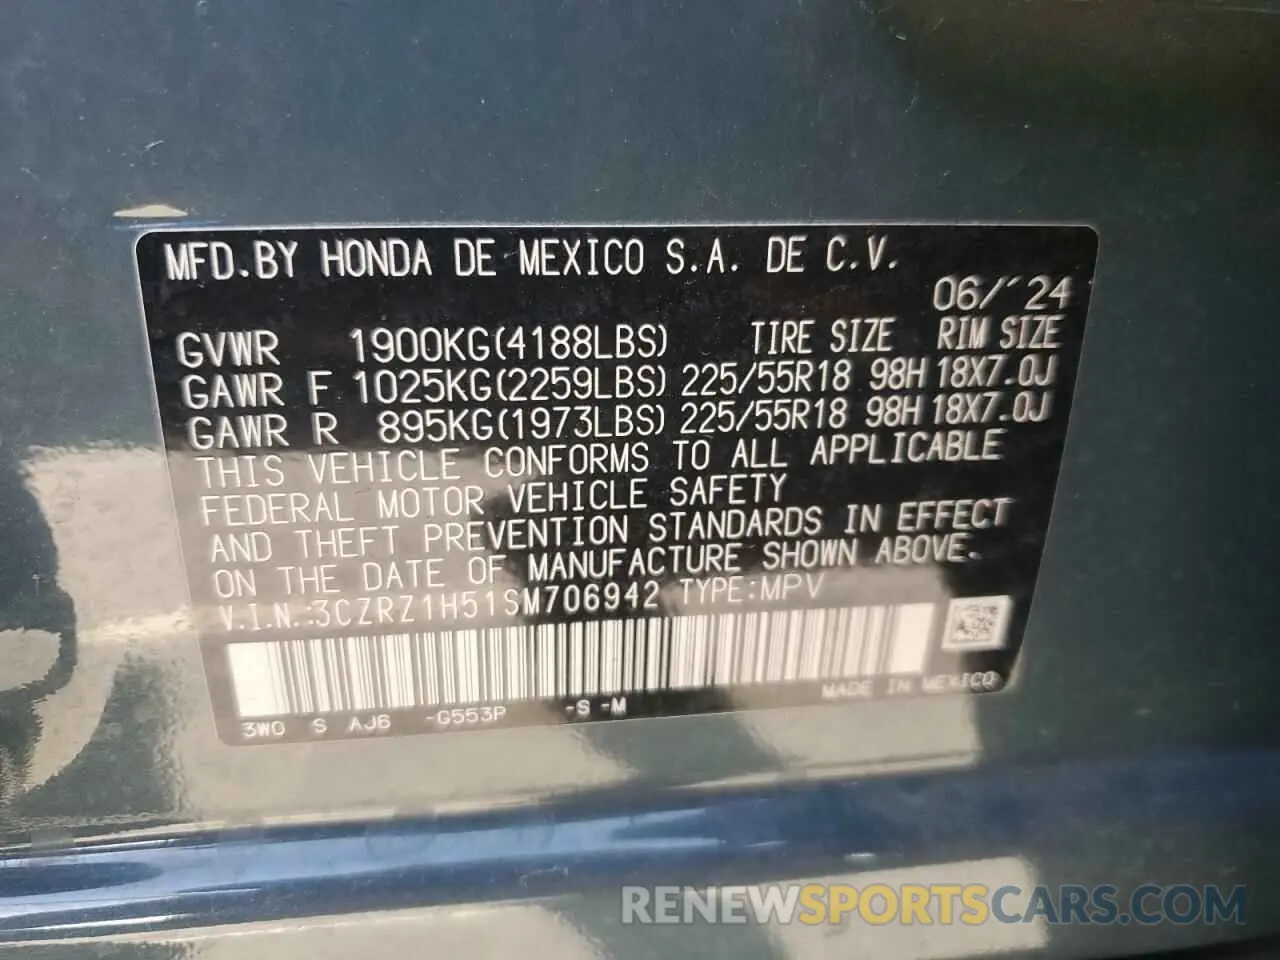 MFD.BY HONDA DE MEXICO S.A. DE C.V.
06/´24
GVWR 1900KG(4188LBS) TIRE SIZE RIM SIZE
GAWR F 1025KG(2259LBS) 225/55R18 98H 18X7.0J
GAWR R 895KG(1973LBS) 225/55R18 98H 18X7.0J
THIS VEHICLE CONFORMS TO ALL APPLICABLE
FEDERAL MOTOR VEHICLE SAFETY
AND THEFT PREVENTION STANDARDS IN EFFECT
ON THE DATE OF MANUFACTURE SHOWN ABOVE.
V.I.N.:3CZRZ1H51SM706942 TYPE:MPV
MADE IN MEXICO
3WO S AJ6 -G553P -S -M
RENEWSPORTSCARS.COM